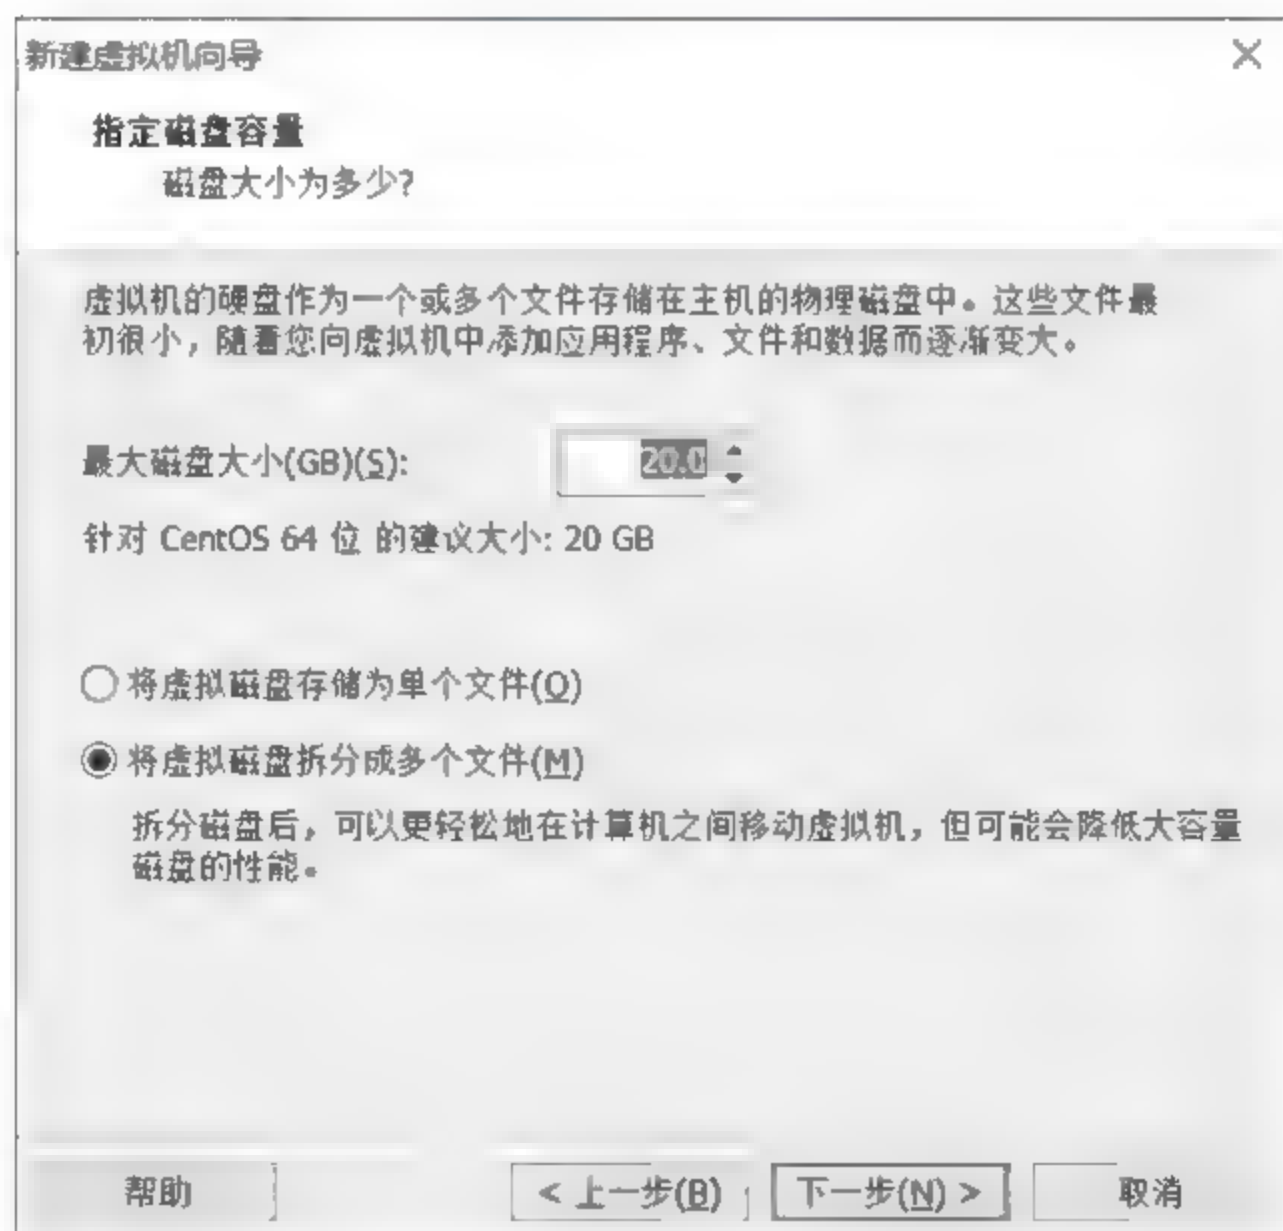 新建虚拟机向导
指定磁盘容量
磁盘大小为多少?
虚拟机的硬盘作为一个或多个文件存储在主机的物理磁盘中。这些文件最
初很小，随着您向虚拟机中添加应用程序、文件和数据而逐渐变大。
最大磁盘大小(GB)(S): 20.0
针对 CentOS 64 位 的建议大小: 20 GB
将虚拟磁盘存储为单个文件(O)
将虚拟磁盘拆分成多个文件(M)
拆分磁盘后，可以更轻松地在计算机之间移动虚拟机，但可能会降低大容量
磁盘的性能。
帮助 < 上一步(B) 下一步(N) > 取消